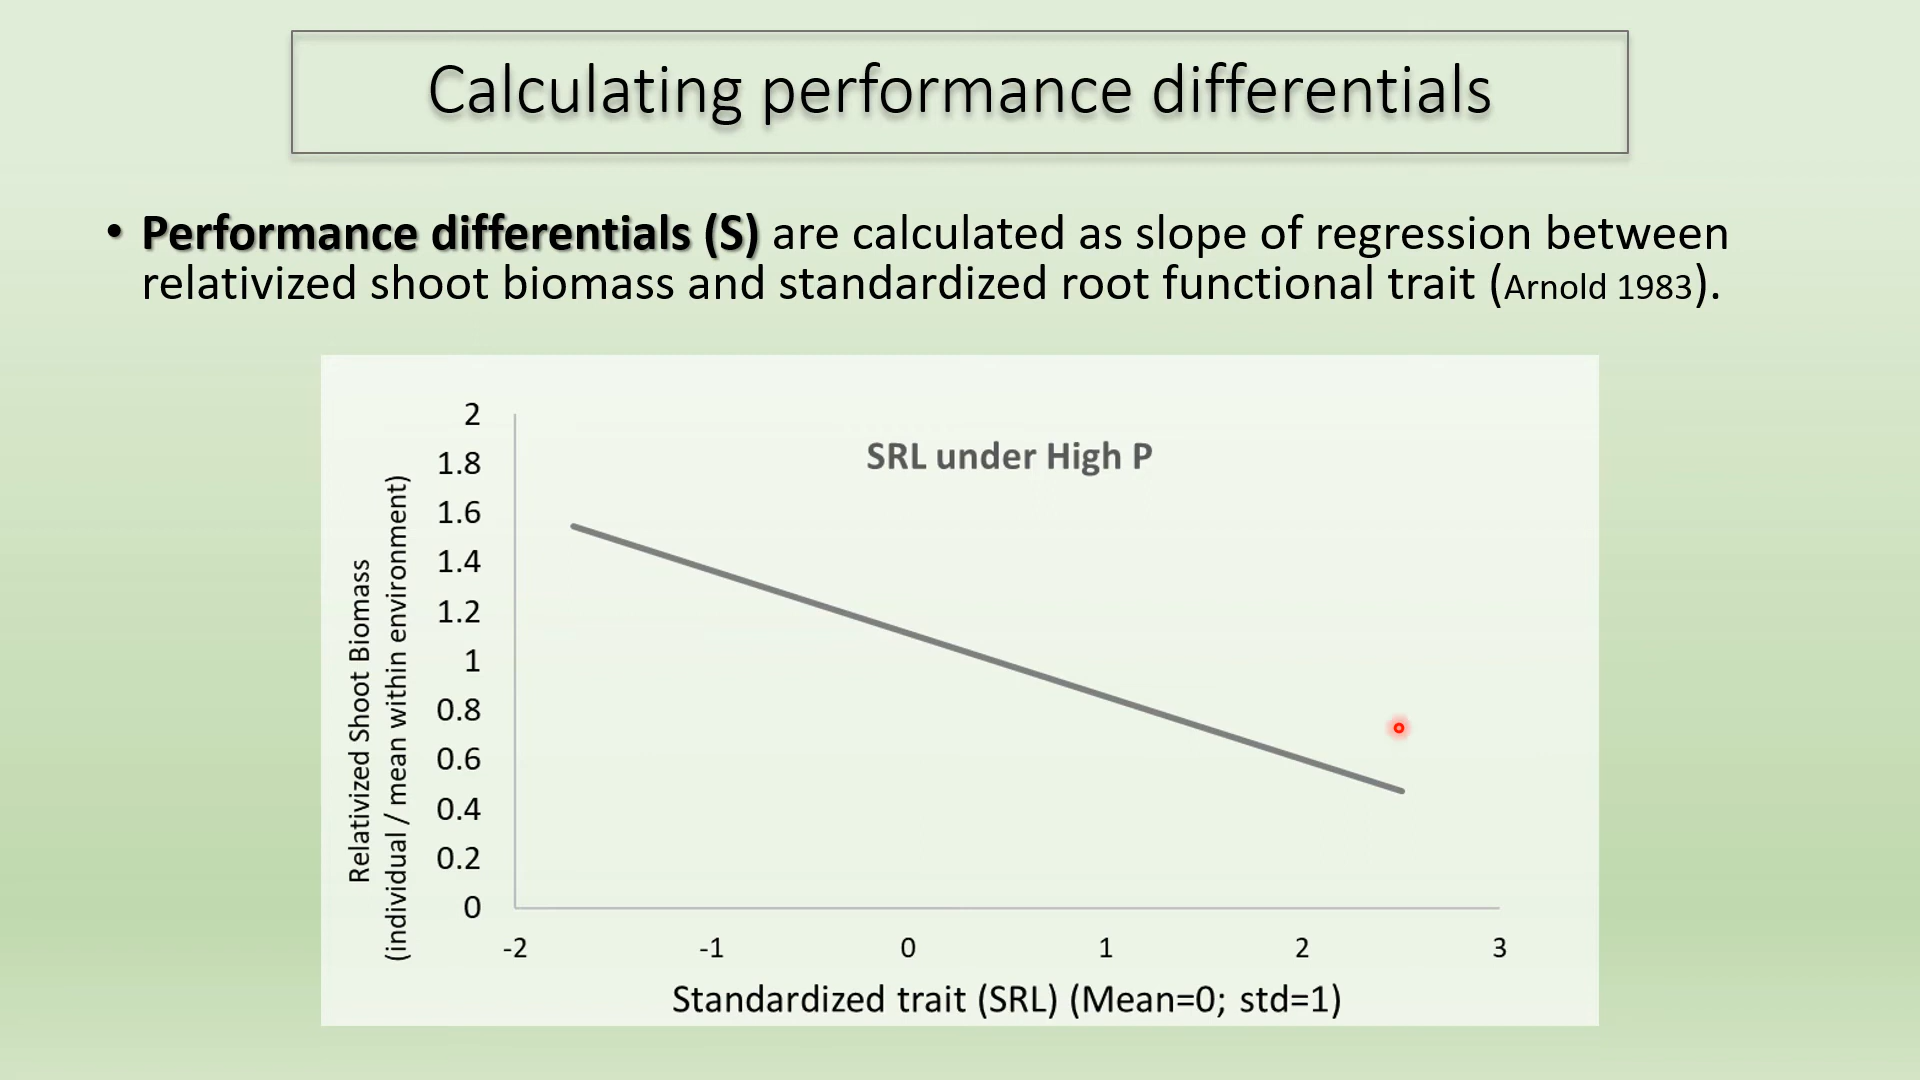 Calculating performance differentials
• Performance differentials (S) are calculated as slope of regression between
relativized shoot biomass and standardized root functional trait (Arnold 1983).
SRL under High P
Relativized Shoot Biomass
(individual / mean within environment)
2
1.8
1.6
1.4
1.2
1
0.8
0.6
0.4
0.2
0
-2 -1 0 1 2 3
Standardized trait (SRL) (Mean=0; std=1)